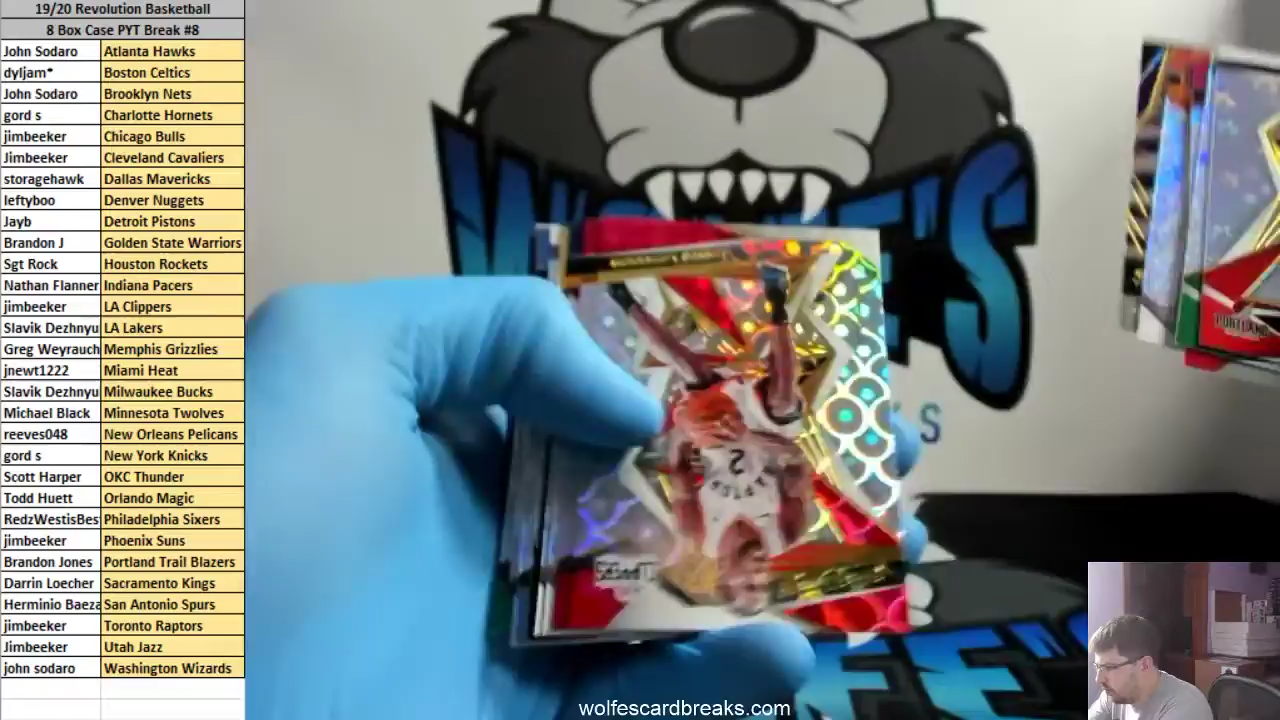 19/20 Revolution Basketball
8 Box Case PYT Break #8
John Sodaro Atlanta Hawks
dyljam* Boston Celtics
John Sodaro Brooklyn Nets
gord s Charlotte Hornets
jimbeeker Chicago Bulls
Jimbeeker Cleveland Cavaliers
storagehawk Dallas Mavericks
leftyboo Denver Nuggets
Jayb Detroit Pistons
Brandon J Golden State Warriors
Sgt Rock Houston Rockets
Nathan Flanner Indiana Pacers
jimbeeker LA Clippers
Slavik Dezhnyu LA Lakers
Greg Weyrauch Memphis Grizzlies
jnewt1222 Miami Heat
Slavik Dezhnyu Milwaukee Bucks
Michael Black Minnesota Twolves
reeves048 New Orleans Pelicans
gord s New York Knicks
Scott Harper OKC Thunder
Todd Huett Orlando Magic
RedzWestisBes Philadelphia Sixers
jimbeeker Phoenix Suns
Brandon Jones Portland Trail Blazers
Darrin Loecher Sacramento Kings
Herminio Baeza San Antonio Spurs
jimbeeker Toronto Raptors
Jimbeeker Utah Jazz
john sodaro Washington Wizards
PORTLAND
2
wolfescardbreaks.com